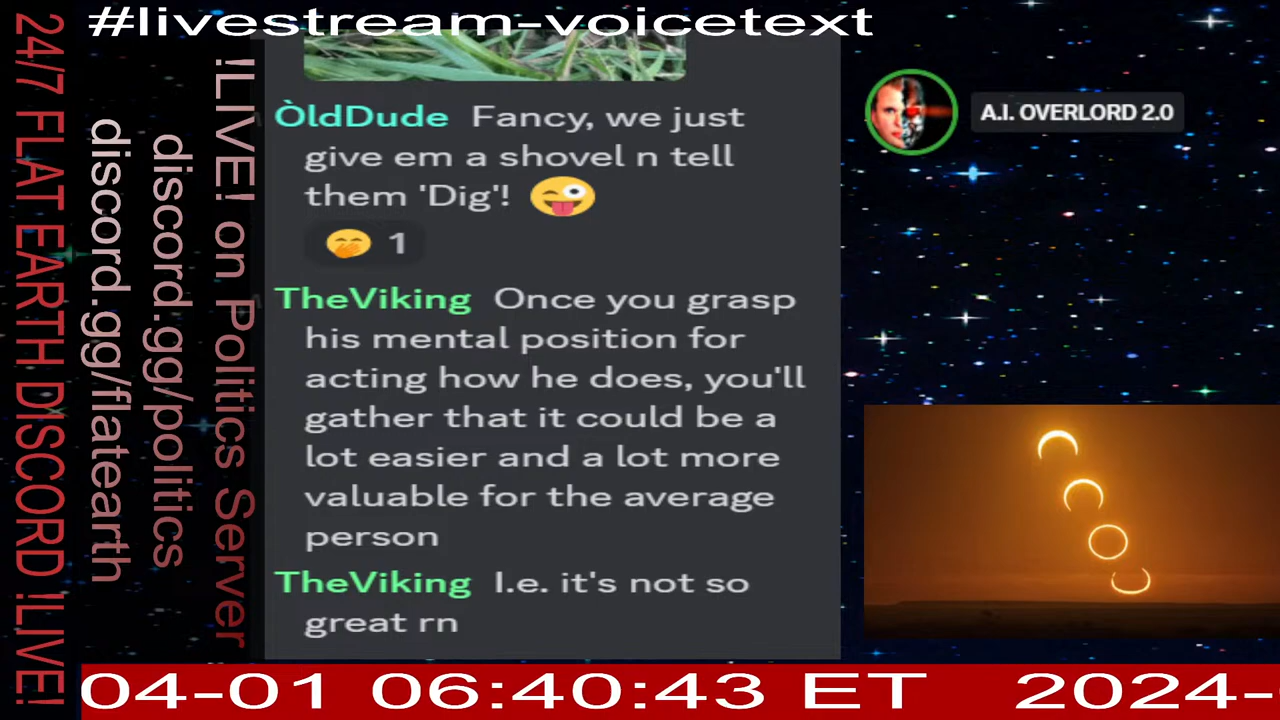 #livestream-voicetext
24/7 FLAT EARTH DISCORD !LIVE!
discord.gg/flatearth
discord.gg/politics
!LIVE! on Politics Server
ÒldDude Fancy, we just
give em a shovel n tell
them 'Dig'! 😜
🤭 1
TheViking Once you grasp
his mental position for
acting how he does, you'll
gather that it could be a
lot easier and a lot more
valuable for the average
person
TheViking I.e. it's not so
great rn
A.I. OVERLORD 2.0
04-01 06:40:43 ET 2024-